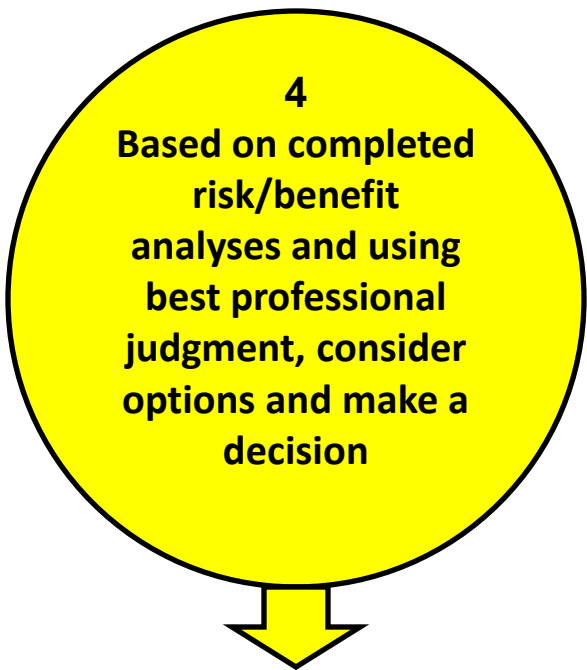 4
Based on completed
risk/benefit
analyses and using
best professional
judgment, consider
options and make a
decision